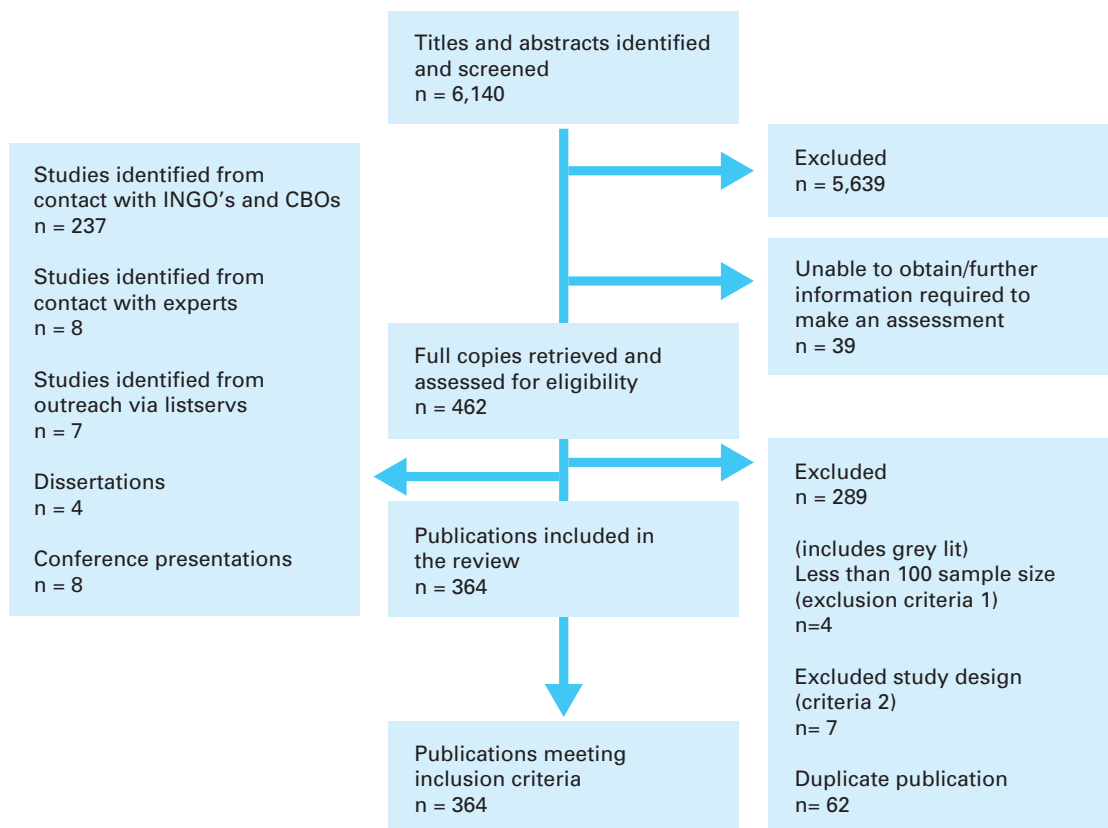 Titles and abstracts identified
and screened
n = 6,140
Excluded
n = 5,639
Studies identified from
contact with INGO's and CBOs
n = 237
Studies identified from
contact with experts
n = 8
Studies identified from
outreach via listservs
n = 7
Dissertations
n = 4
Conference presentations
n = 8
Unable to obtain/further
information required to
make an assessment
n = 39
Full copies retrieved and
assessed for eligibility
n = 462
Excluded
n = 289
(includes grey lit)
Less than 100 sample size
(exclusion criteria 1)
n=4
Excluded study design
(criteria 2)
n= 7
Duplicate publication
n= 62
Publications included in
the review
n = 364
Publications meeting
inclusion criteria
n = 364